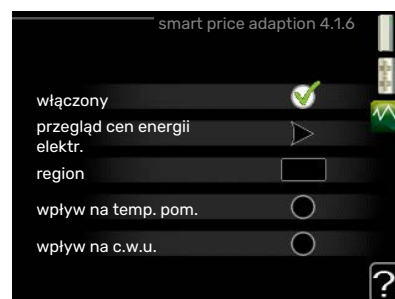 smart price adaption 4.1.6
włączony
przegląd cen energii
elektr.
region
wpływ na temp. pom.
wpływ na c.w.u.
?